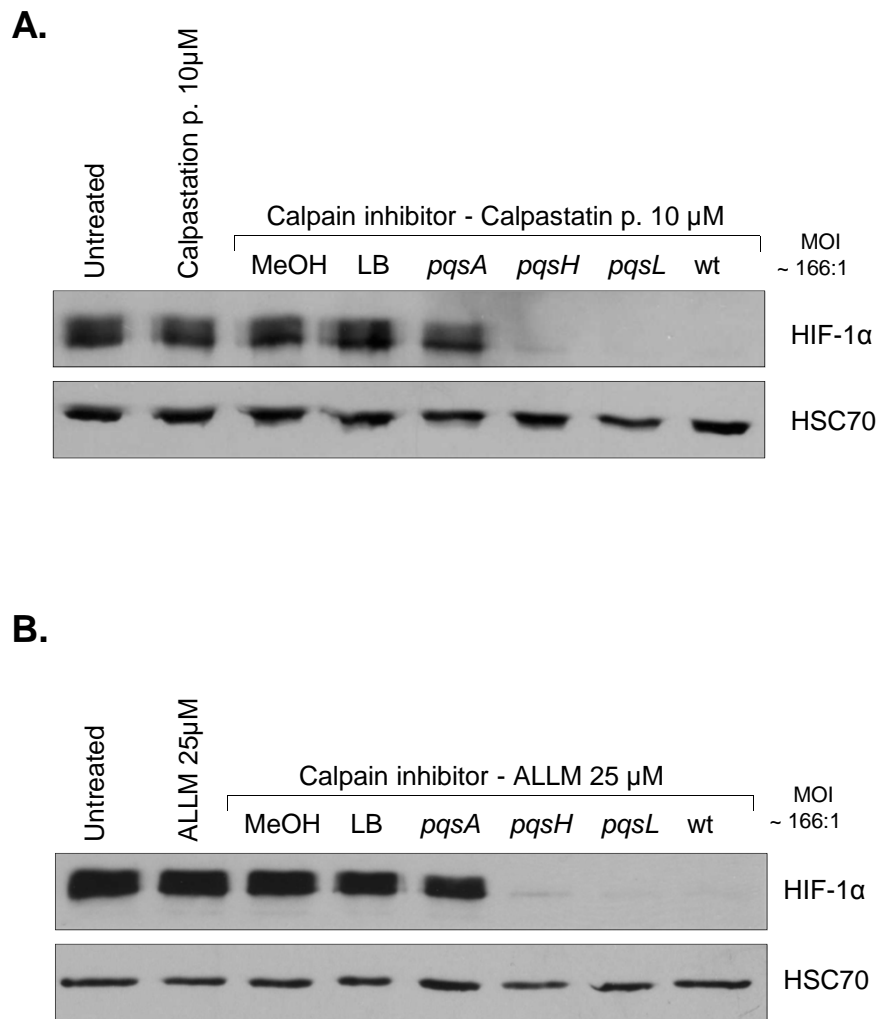 A.
Untreated
Calpastation p. 10µM
Calpain inhibitor - Calpastatin p. 10 µM
MeOH LB pqsA pqsH pqsL wt
MOI
~ 166:1
HIF-1α
HSC70
B.
Untreated
ALLM 25µM
Calpain inhibitor - ALLM 25 µM
MeOH LB pqsA pqsH pqsL wt
MOI
~ 166:1
HIF-1α
HSC70